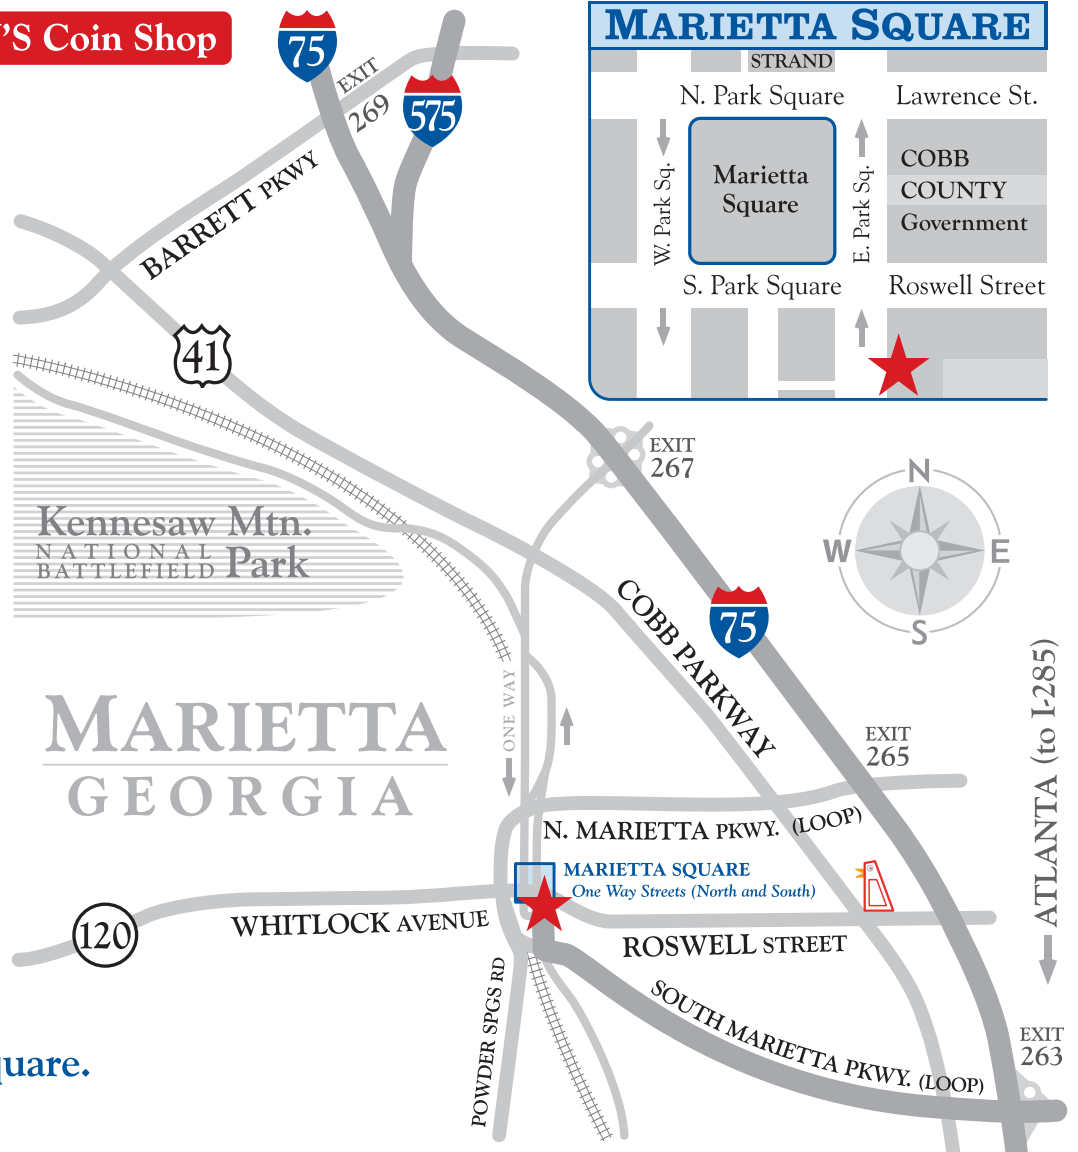 'S Coin Shop
75
EXIT
269
575
BARRETT PKWY
MARIETTA SQUARE
STRAND
N. Park Square
Lawrence St.
W. Park Sq.
Marietta
Square
E. Park Sq.
COBB
COUNTY
Government
S. Park Square
Roswell Street
41
EXIT
267
Kennesaw Mtn.
NATIONAL
BATTLEFIELD Park
N
W
E
S
COBB PARKWAY
75
ONE WAY
MARIETTA
GEORGIA
EXIT
265
ATLANTA (to I-285)
N. MARIETTA PKWY. (LOOP)
MARIETTA SQUARE
One Way Streets (North and South)
120
WHITLOCK AVENUE
ROSWELL STREET
POWDER SPGS RD
SOUTH MARIETTA PKWY. (LOOP)
EXIT
263
quare.